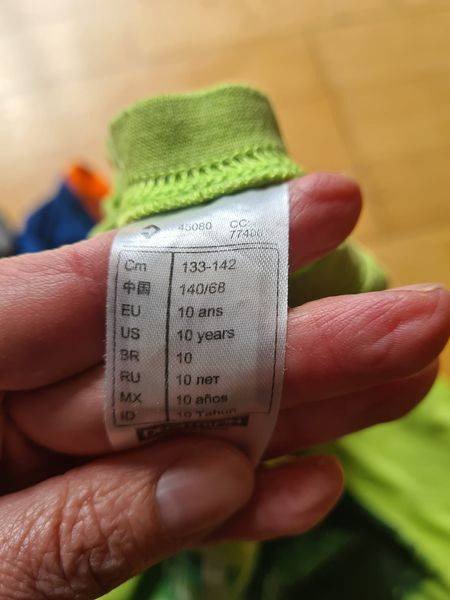 45080 CC:
77406
Cm 133-142
中国 140/68
EU 10 ans
US 10 years
BR 10
RU 10 лет
MX 10 años
ID 10 Tahun